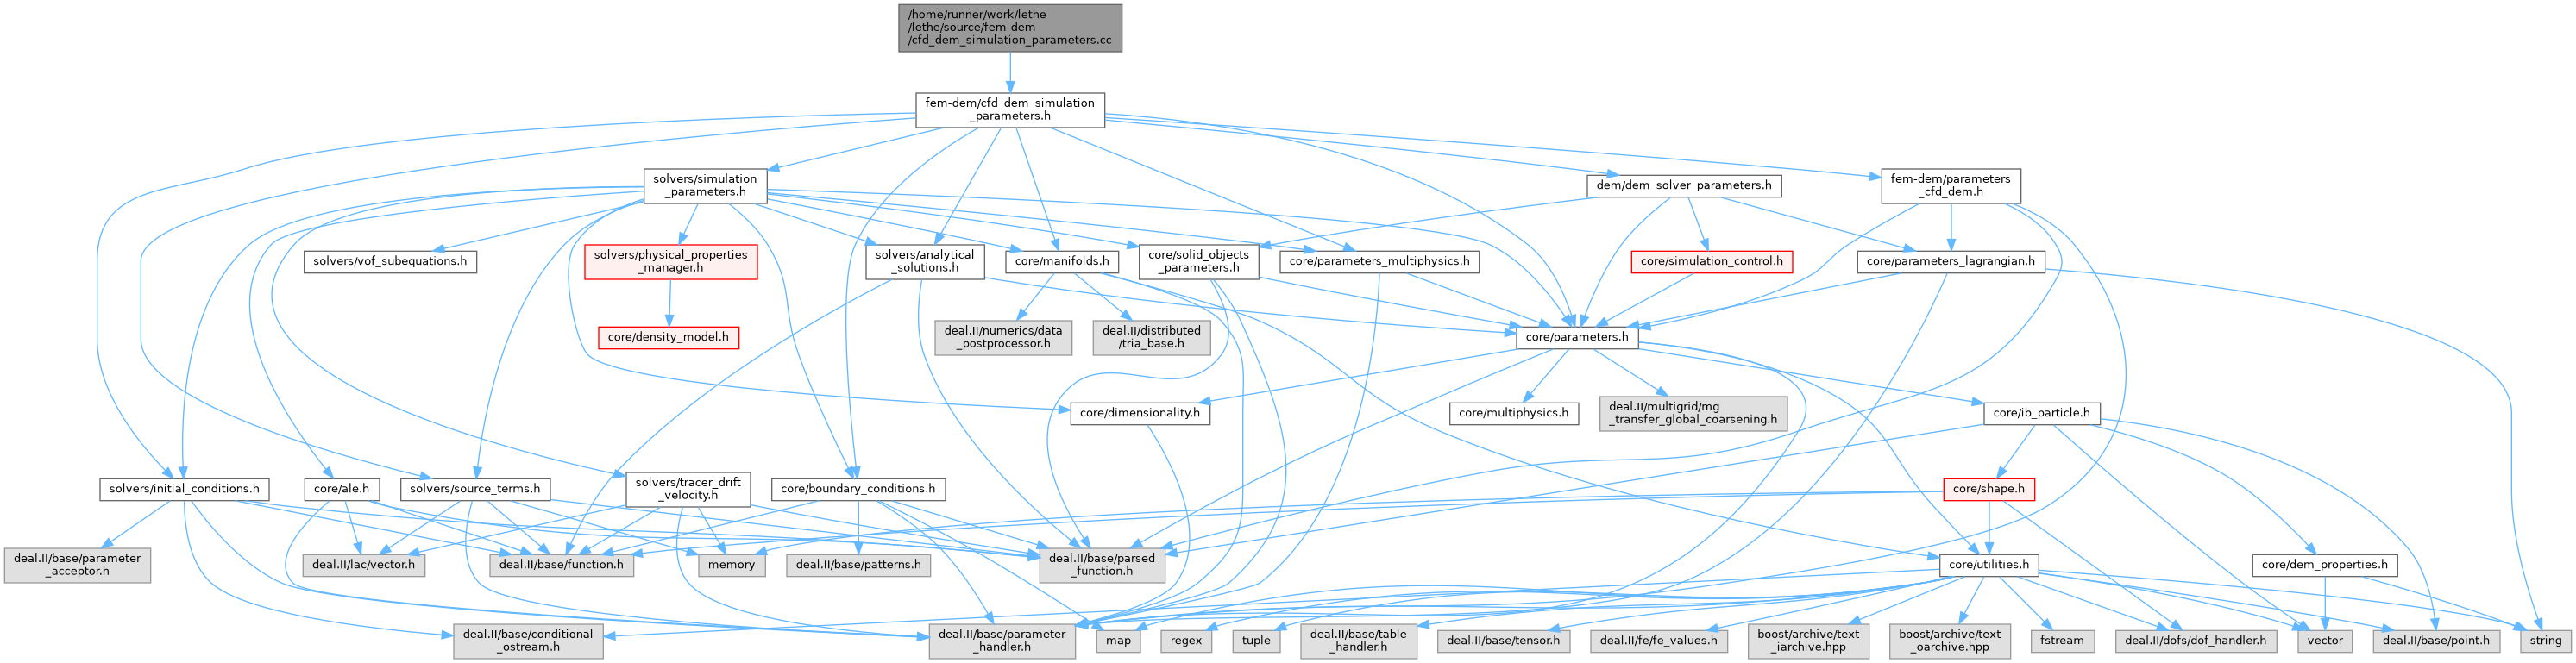 /home/runner/work/lethe
/lethe/source/fem-dem
/cfd_dem_simulation_parameters.cc
fem-dem/cfd_dem_simulation
_parameters.h
solvers/simulation
_parameters.h
dem/dem_solver_parameters.h
fem-dem/parameters
_cfd_dem.h
solvers/vof_subequations.h
solvers/physical_properties
_manager.h
solvers/analytical
_solutions.h
core/manifolds.h
core/solid_objects
_parameters.h
core/parameters_multiphysics.h
core/simulation_control.h
core/parameters_lagrangian.h
core/density_model.h
deal.II/numerics/data
_postprocessor.h
deal.II/distributed
/tria_base.h
core/parameters.h
core/dimensionality.h
core/multiphysics.h
deal.II/multigrid/mg
_transfer_global_coarsening.h
core/ib_particle.h
solvers/initial_conditions.h
core/ale.h
solvers/source_terms.h
solvers/tracer_drift
_velocity.h
core/boundary_conditions.h
core/shape.h
deal.II/base/parameter
_acceptor.h
deal.II/lac/vector.h
deal.II/base/function.h
memory
deal.II/base/patterns.h
deal.II/base/parsed
_function.h
core/utilities.h
core/dem_properties.h
deal.II/base/conditional
_ostream.h
deal.II/base/parameter
_handler.h
map
regex
tuple
deal.II/base/table
_handler.h
deal.II/base/tensor.h
deal.II/fe/fe_values.h
boost/archive/text
_iarchive.hpp
boost/archive/text
_oarchive.hpp
fstream
deal.II/dofs/dof_handler.h
vector
deal.II/base/point.h
string